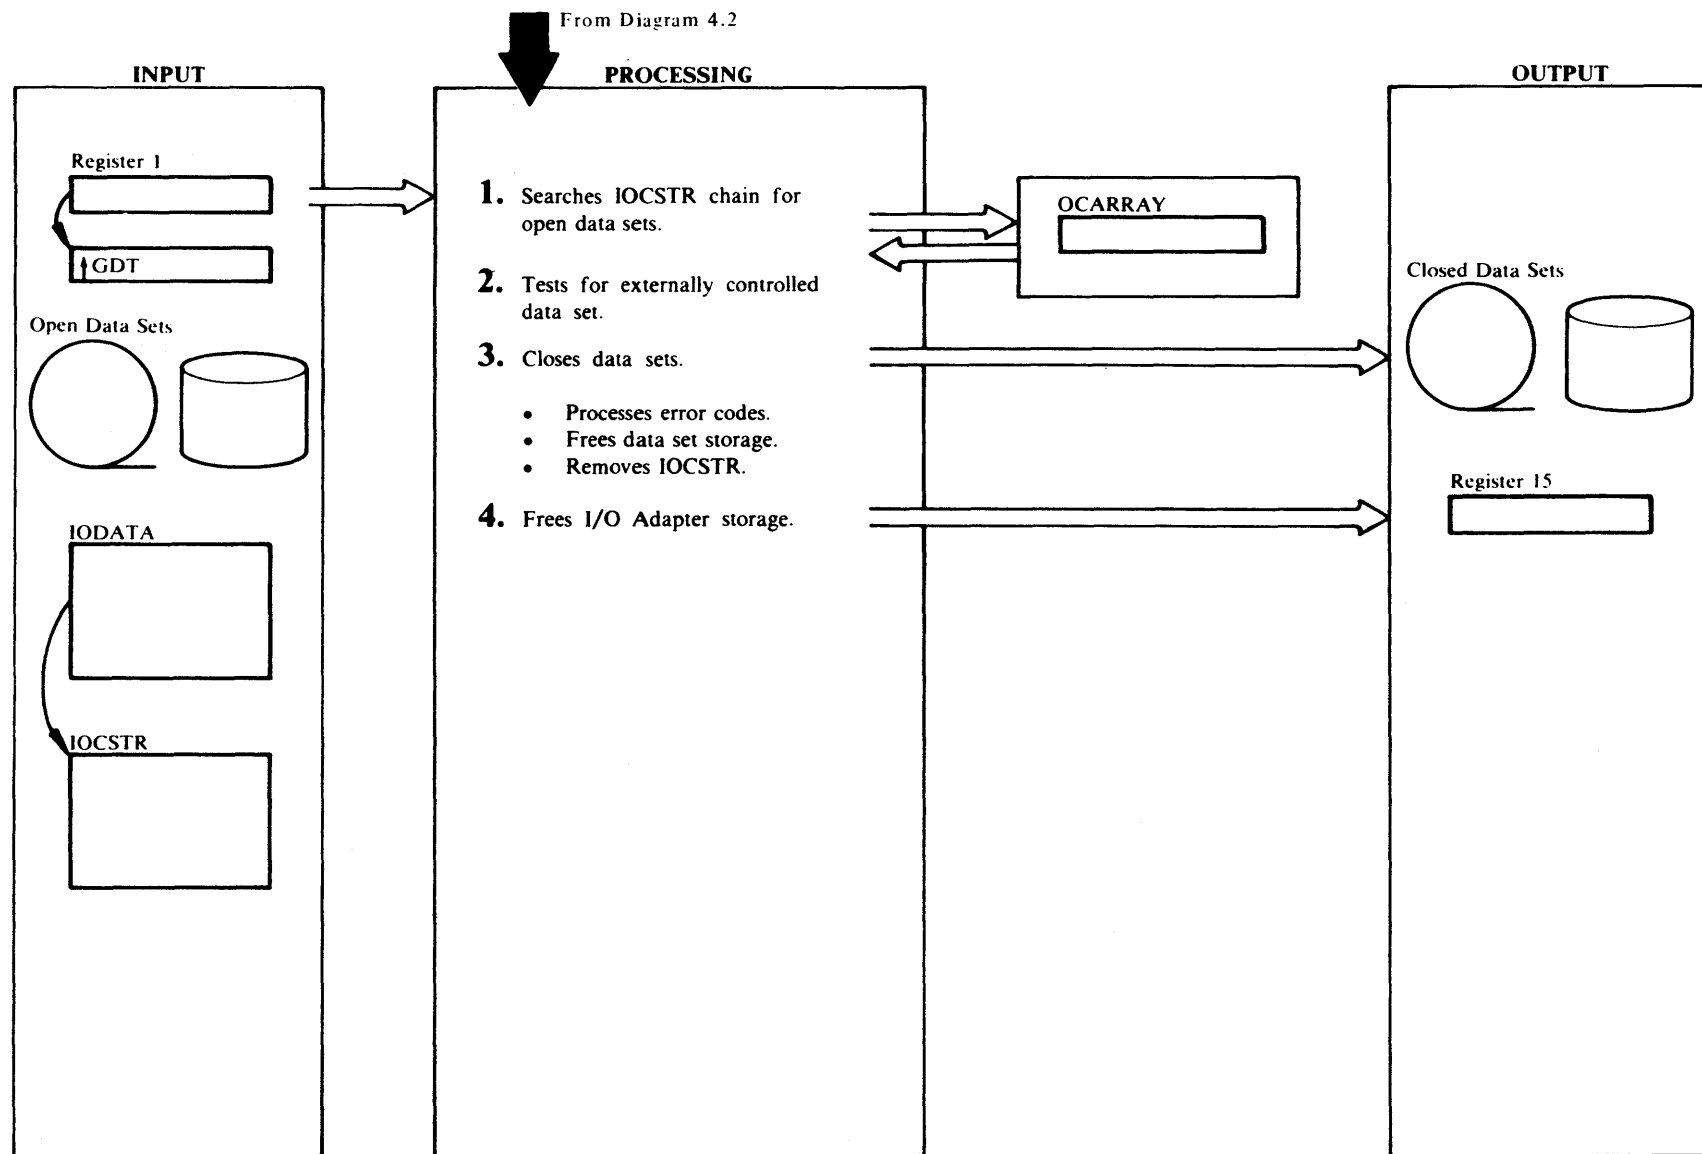 From Diagram 4.2
INPUT
Register 1
GDT
Open Data Sets
IODATA
IOCSTR
PROCESSING
1. Searches IOCSTR chain for
open data sets.
2. Tests for externally controlled
data set.
3. Closes data sets.
• Processes error codes.
• Frees data set storage.
• Removes IOCSTR.
4. Frees I/O Adapter storage.
OCARRAY
OUTPUT
Closed Data Sets
Register 15